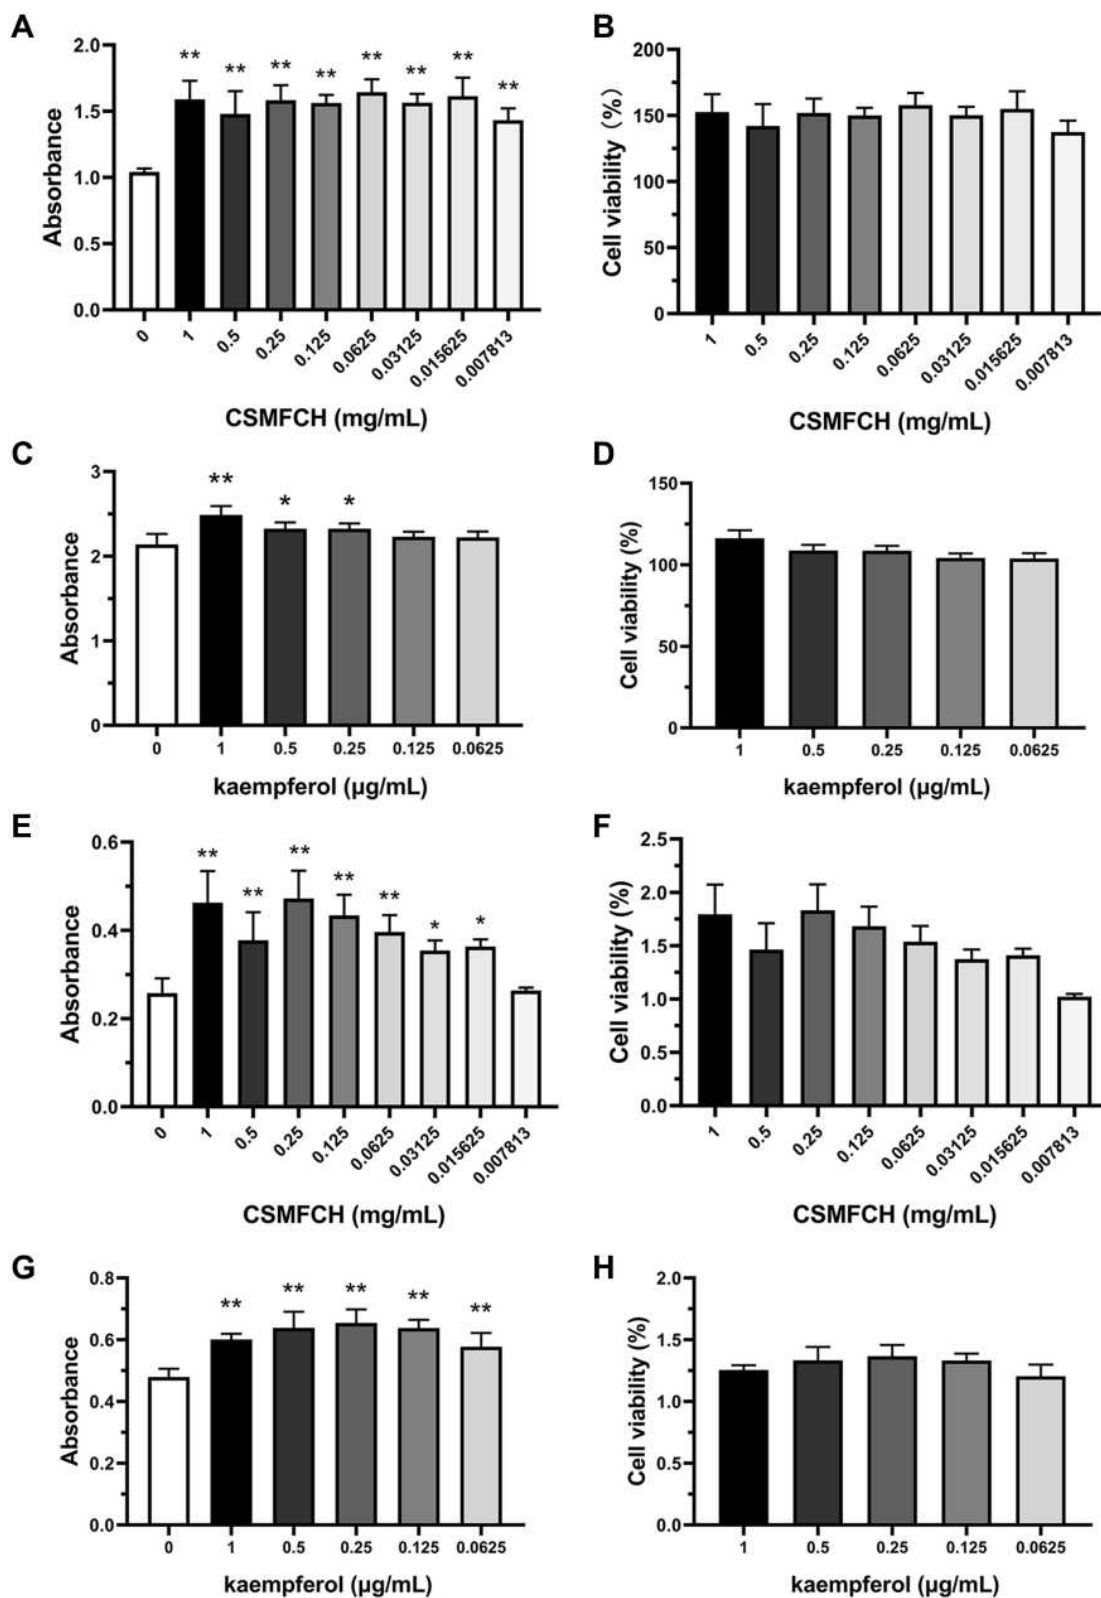 A
2.0
1.5
1.0
0.5
0.0
Absorbance
** ** ** ** ** ** ** **
0 1 0.5 0.25 0.125 0.0625 0.03125 0.015625 0.007813
CSMFCH (mg/mL)
B
200
150
100
50
0
Cell viability (%)
1 0.5 0.25 0.125 0.0625 0.03125 0.015625 0.007813
CSMFCH (mg/mL)
C
3
2
1
0
Absorbance
** * *
0 1 0.5 0.25 0.125 0.0625
kaempferol (μg/mL)
D
150
100
50
0
Cell viability (%)
1 0.5 0.25 0.125 0.0625
kaempferol (μg/mL)
E
0.6
0.4
0.2
0.0
Absorbance
** ** ** ** ** * *
0 1 0.5 0.25 0.125 0.0625 0.03125 0.015625 0.007813
CSMFCH (mg/mL)
F
2.5
2.0
1.5
1.0
0.5
0.0
Cell viability (%)
1 0.5 0.25 0.125 0.0625 0.03125 0.015625 0.007813
CSMFCH (mg/mL)
G
0.8
0.6
0.4
0.2
0.0
Absorbance
** ** ** ** **
0 1 0.5 0.25 0.125 0.0625
kaempferol (μg/mL)
H
2.0
1.5
1.0
0.5
0.0
Cell viability (%)
1 0.5 0.25 0.125 0.0625
kaempferol (μg/mL)